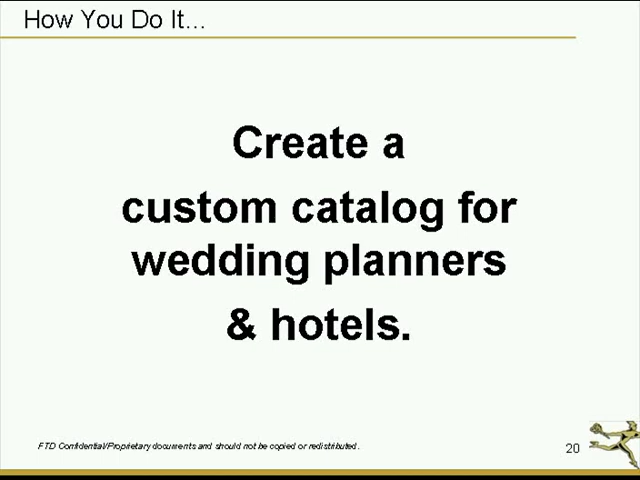 How You Do It...
Create a
custom catalog for
wedding planners
& hotels.
FTD Confidential/Proprietary documents and should not be copied or redistributed.
20